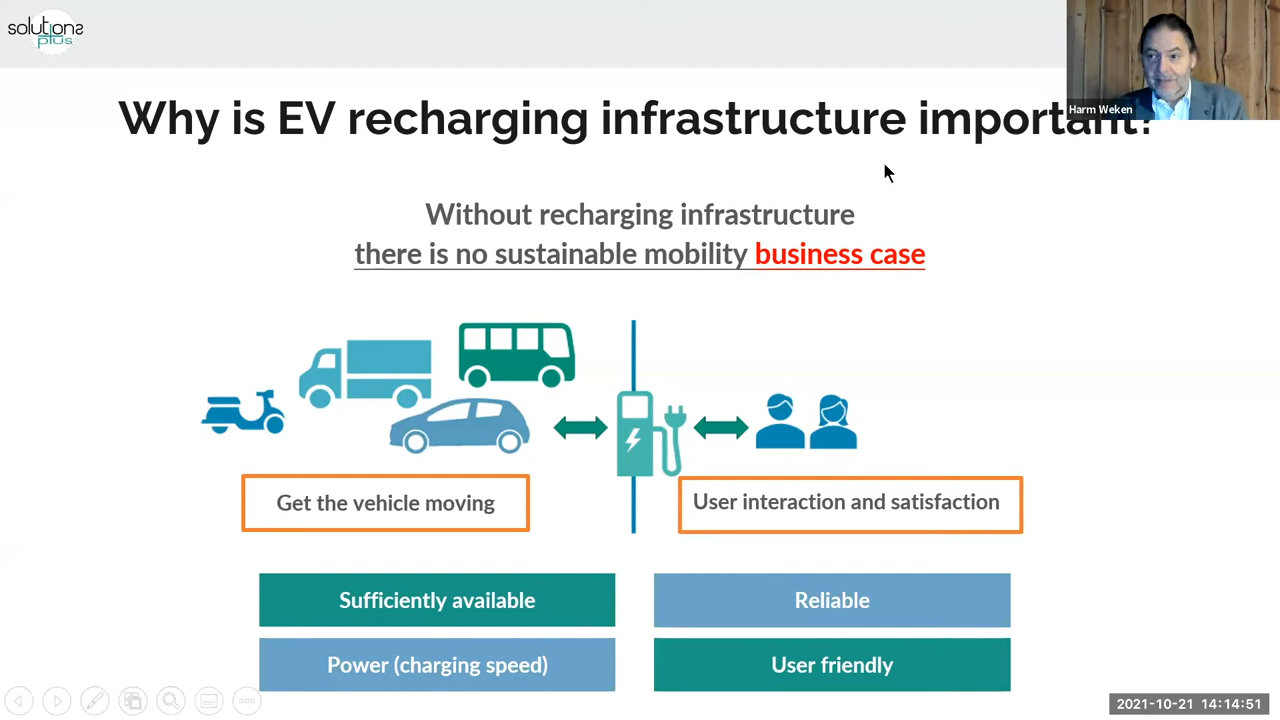 solutions
plus
Harm Weken
Why is EV recharging infrastructure important?
Without recharging infrastructure
there is no sustainable mobility business case
Get the vehicle moving
User interaction and satisfaction
Sufficiently available
Reliable
Power (charging speed)
User friendly
2021-10-21 14:14:51